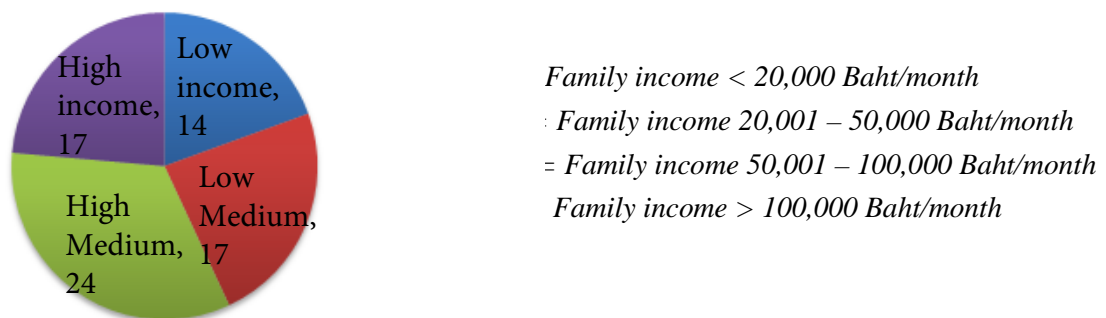 Low
income,
14
Low
Medium,
17
High
Medium,
24
High
income,
17
Family income < 20,000 Baht/month
: Family income 20,001 – 50,000 Baht/month
= Family income 50,001 – 100,000 Baht/month
Family income > 100,000 Baht/month